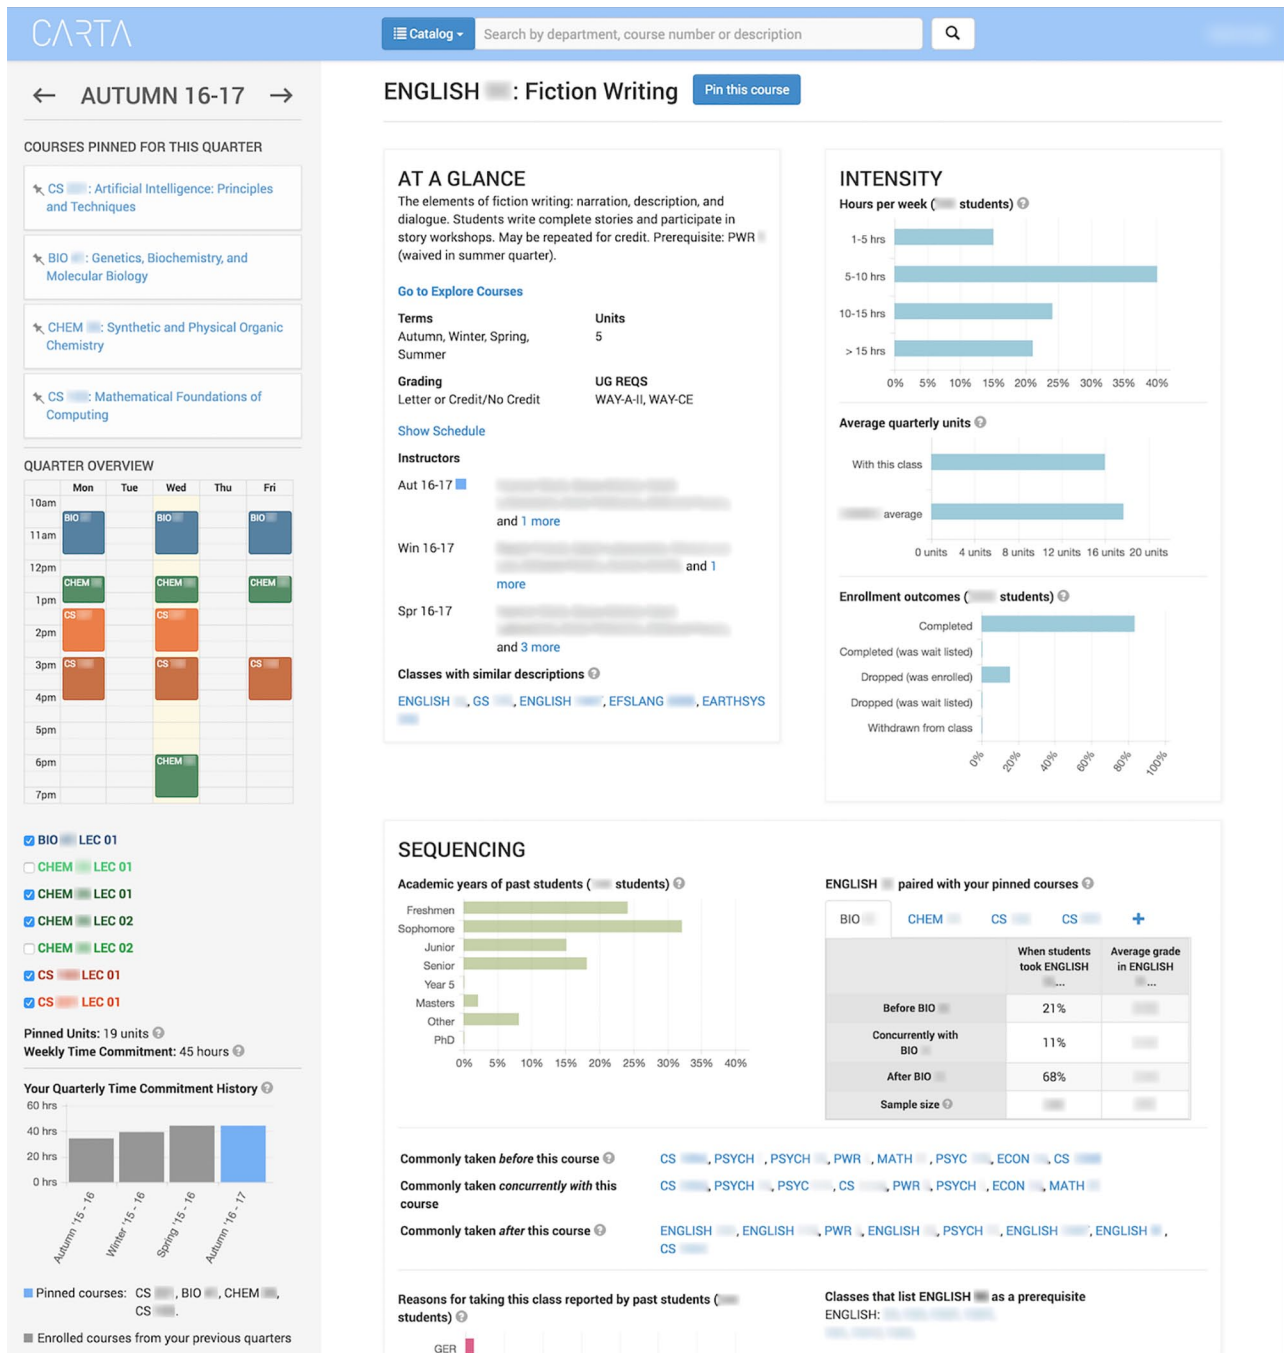 CARTA
Catalog
Search by department, course number or description
AUTUMN 16-17
COURSES PINNED FOR THIS QUARTER
CS : Artificial Intelligence: Principles
and Techniques
BIO : Genetics, Biochemistry, and
Molecular Biology
CHEM : Synthetic and Physical Organic
Chemistry
CS : Mathematical Foundations of
Computing
QUARTER OVERVIEW
Mon Tue Wed Thu Fri
10am
BIO BIO BIO
11am
12pm
CHEM CHEM CHEM
1pm
CS CS
2pm
3pm CS CS CS
4pm
5pm
6pm CHEM
7pm
BIO LEC 01
CHEM LEC 01
CHEM LEC 01
CHEM LEC 02
CHEM LEC 02
CS LEC 01
CS LEC 01
Pinned Units: 19 units ?
Weekly Time Commitment: 45 hours ?
Your Quarterly Time Commitment History ?
60 hrs
40 hrs
20 hrs
0 hrs
Autumn '15 - 16
Winter '15 - 16
Spring '15 - 16
Autumn '16 - 17
Pinned courses: CS , BIO , CHEM ,
CS .
Enrolled courses from your previous quarters
ENGLISH : Fiction Writing
Pin this course
AT A GLANCE
The elements of fiction writing: narration, description, and
dialogue. Students write complete stories and participate in
story workshops. May be repeated for credit. Prerequisite: PWR
(waived in summer quarter).
Go to Explore Courses
Terms Units
Autumn, Winter, Spring, 5
Summer
Grading UG REQS
Letter or Credit/No Credit WAY-A-II, WAY-CE
Show Schedule
Instructors
Aut 16-17
and 1 more
Win 16-17
and 1
more
Spr 16-17
and 3 more
Classes with similar descriptions ?
ENGLISH , GS , ENGLISH , EFSLANG , EARTHSYS
INTENSITY
Hours per week ( students) ?
1-5 hrs
5-10 hrs
10-15 hrs
> 15 hrs
0% 5% 10% 15% 20% 25% 30% 35% 40%
Average quarterly units ?
With this class
average
0 units 4 units 8 units 12 units 16 units 20 units
Enrollment outcomes ( students) ?
Completed
Completed (was wait listed)
Dropped (was enrolled)
Dropped (was wait listed)
Withdrawn from class
0% 20% 40% 60% 80% 100%
SEQUENCING
Academic years of past students ( students) ?
Freshmen
Sophomore
Junior
Senior
Year 5
Masters
Other
PhD
0% 5% 10% 15% 20% 25% 30% 35% 40%
ENGLISH paired with your pinned courses ?
BIO CHEM CS CS +
When students Average grade
took ENGLISH in ENGLISH
... ...
Before BIO 21%
Concurrently with
BIO 11%
After BIO 68%
Sample size ?
Commonly taken before this course ? CS , PSYCH , PSYCH , PWR , MATH , PSYC , ECON , CS
Commonly taken concurrently with this CS , PSYCH , PSYC , CS , PWR , PSYCH , ECON , MATH
course
Commonly taken after this course ? ENGLISH , ENGLISH , PWR , ENGLISH , PSYCH , ENGLISH , ENGLISH ,
CS
Reasons for taking this class reported by past students (
students) ?
GER
Classes that list ENGLISH as a prerequisite
ENGLISH: